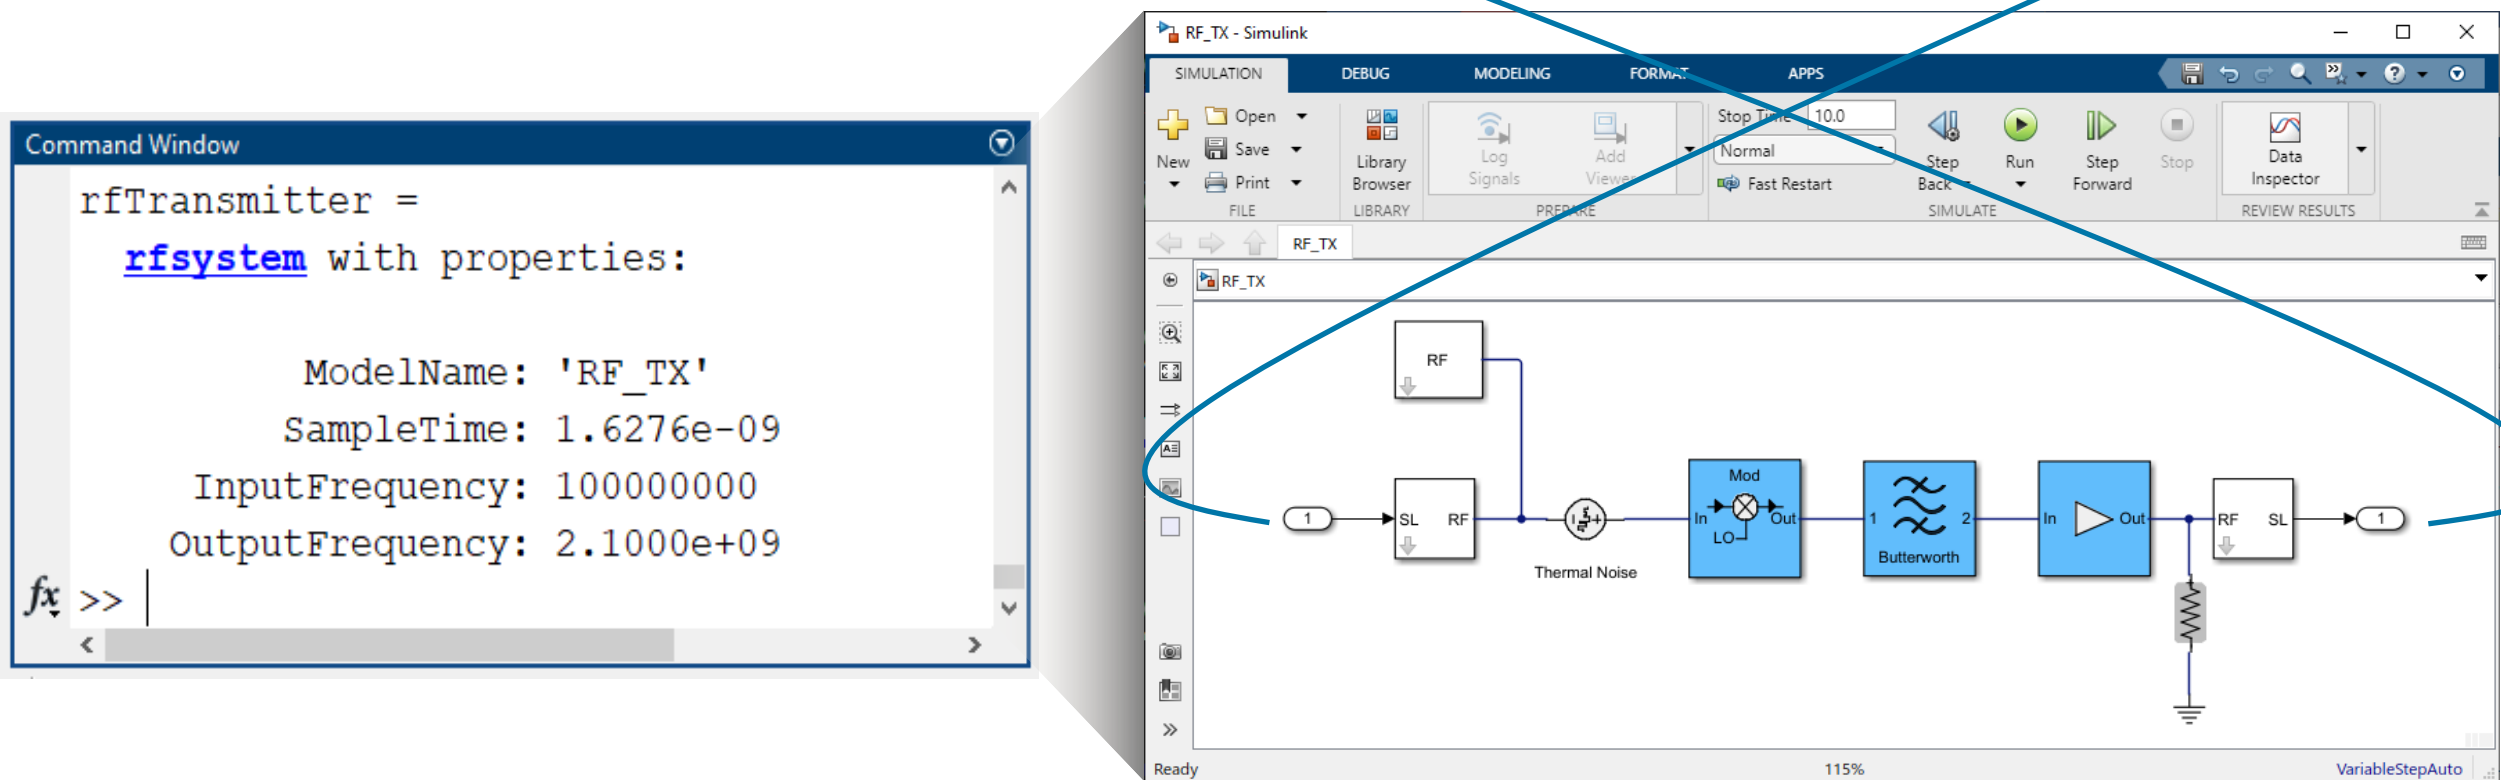 Command Window
rfTransmitter =
rfsystem with properties:
ModelName: 'RF_TX'
SampleTime: 1.6276e-09
InputFrequency: 100000000
OutputFrequency: 2.1000e+09
fx >>
RF_TX - Simulink
SIMULATION DEBUG MODELING FORMAT APPS
New
Open
Save
Print
FILE
Library
Browser
LIBRARY
Log
Signals
Add
Viewer
PREPARE
Stop Time 10.0
Normal
Fast Restart
Step
Back
Run
Step
Forward
Stop
SIMULATE
Data
Inspector
REVIEW RESULTS
RF_TX
RF_TX
RF
1
SL RF
Thermal Noise
Mod
In Out
LO
1 2
Butterworth
In Out
RF SL
1
Ready 115% VariableStepAuto